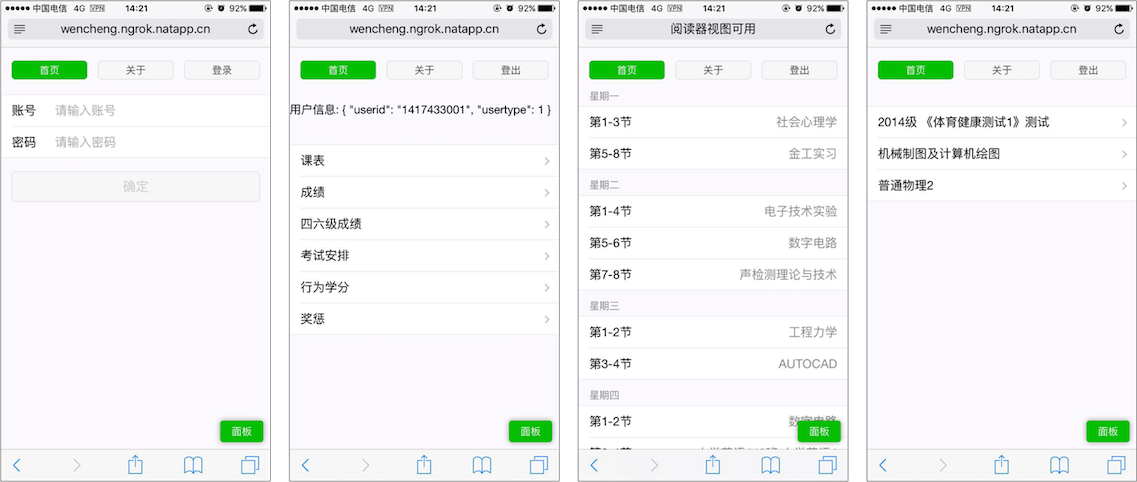 中国电信 4G VPN 14:21 92%
wencheng.ngrok.natapp.cn
首页 关于 登录
账号 请输入账号
密码 请输入密码
确定
面板
中国电信 4G VPN 14:21 92%
wencheng.ngrok.natapp.cn
首页 关于 登出
用户信息: { "userid": "1417433001", "usertype": 1 }
课表
成绩
四六级成绩
考试安排
行为学分
奖惩
面板
中国电信 4G VPN 14:21 92%
阅读器视图可用
首页 关于 登出
星期一
第1-3节 社会心理学
第5-8节 金工实习
星期二
第1-4节 电子技术实验
第5-6节 数字电路
第7-8节 声检测理论与技术
星期三
第1-2节 工程力学
第3-4节 AUTOCAD
星期四
第1-2节 数字电路
面板
中国电信 4G VPN 14:21 92%
wencheng.ngrok.natapp.cn
首页 关于 登出
2014级 《体育健康测试1》测试
机械制图及计算机绘图
普通物理2
面板